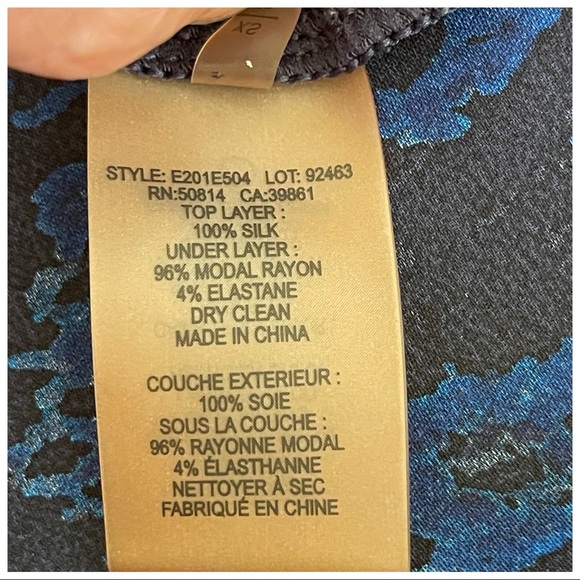 XS
STYLE: E201E504 LOT: 92463
RN:50814 CA:39861
TOP LAYER :
100% SILK
UNDER LAYER :
96% MODAL RAYON
4% ELASTANE
DRY CLEAN
MADE IN CHINA
COUCHE EXTERIEUR :
100% SOIE
SOUS LA COUCHE :
96% RAYONNE MODAL
4% ÉLASTHANNE
NETTOYER À SEC
FABRIQUÉ EN CHINE